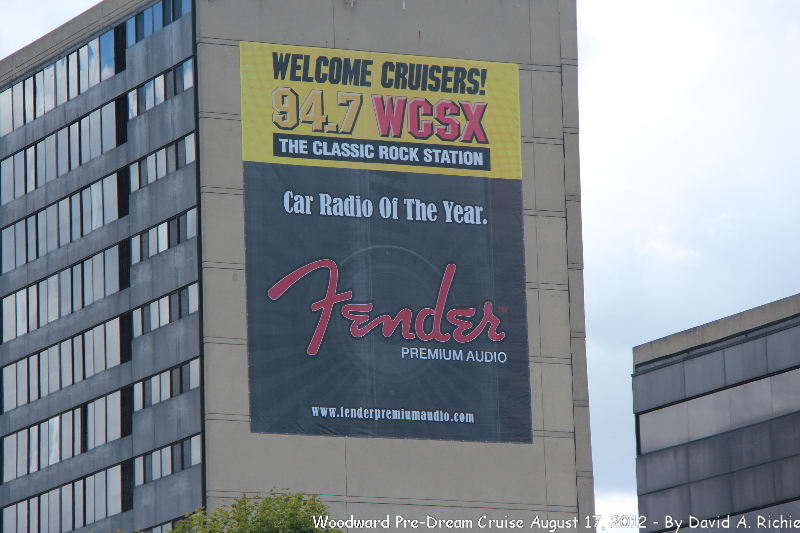 WELCOME CRUISERS!
94.7 WCSX
THE CLASSIC ROCK STATION
Car Radio Of The Year.
Fender™
PREMIUM AUDIO
www.fenderpremiumaudio.com
Woodward Pre-Dream Cruise August 17, 2012 - By David A. Richie